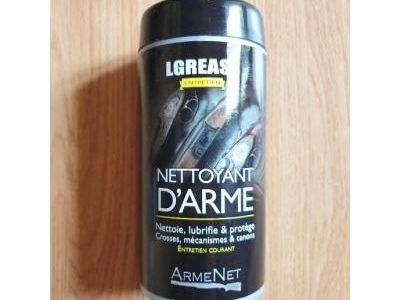 LGREAS
ENTRETIEN
NETTOYANT
D'ARME
Nettoie, lubrifie & protège
Crosses, mécanismes & canons
ENTRETIEN COURANT
ARMENET